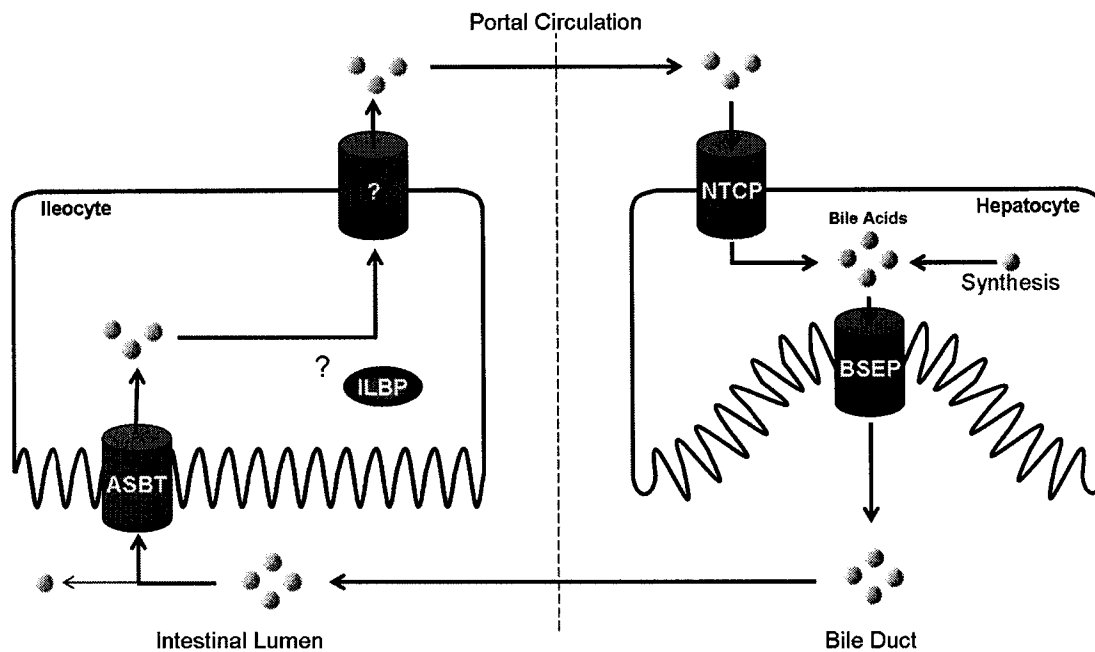 Portal Circulation
?
Ileocyte
NTCP
Hepatocyte
Bile Acids
Synthesis
?
ILBP
BSEP
ASBT
Intestinal Lumen
Bile Duct